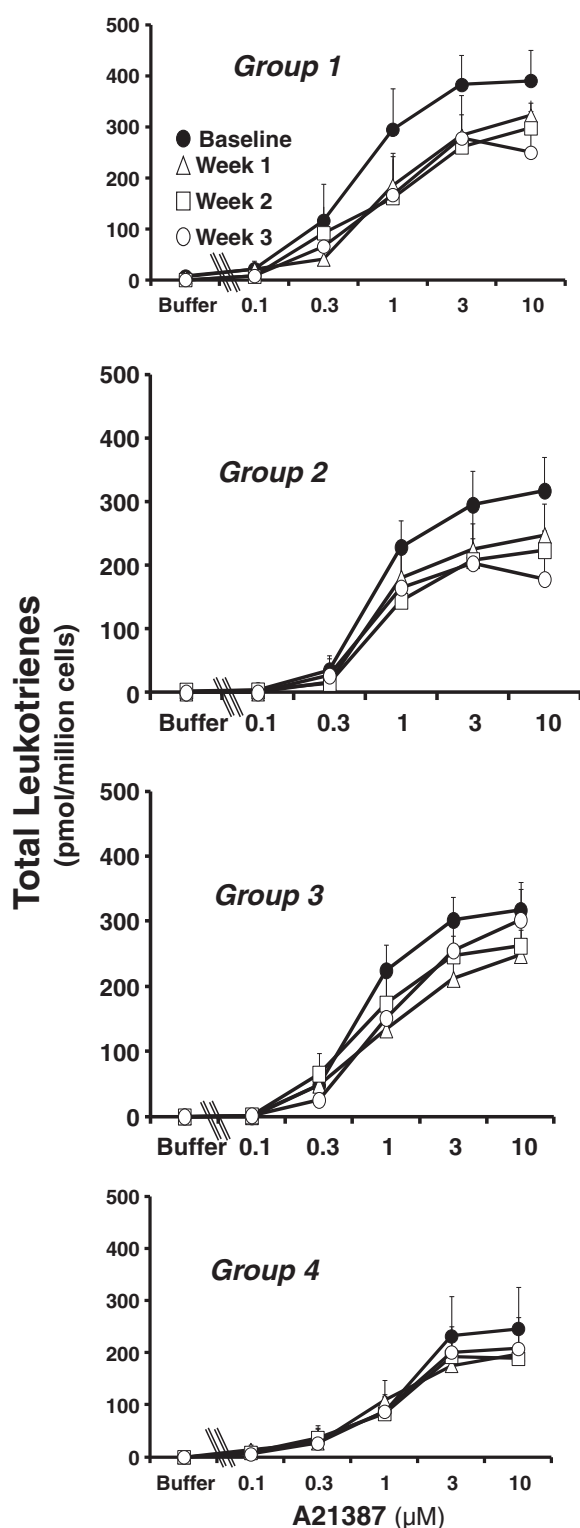 500
Group 1
400
300
Baseline
Week 1
200
Week 2
100
Week 3
0
Buffer 0.1 0.3 1 3 10
500
400
Group 2
300
200
100
0
Buffer 0.1 0.3 1 3 10
Total Leukotrienes
(pmol/million cells)
500
400
Group 3
300
200
100
0
Buffer 0.1 0.3 1 3 10
500
400
Group 4
300
200
100
0
Buffer 0.1 0.3 1 3 10
A21387 (µM)